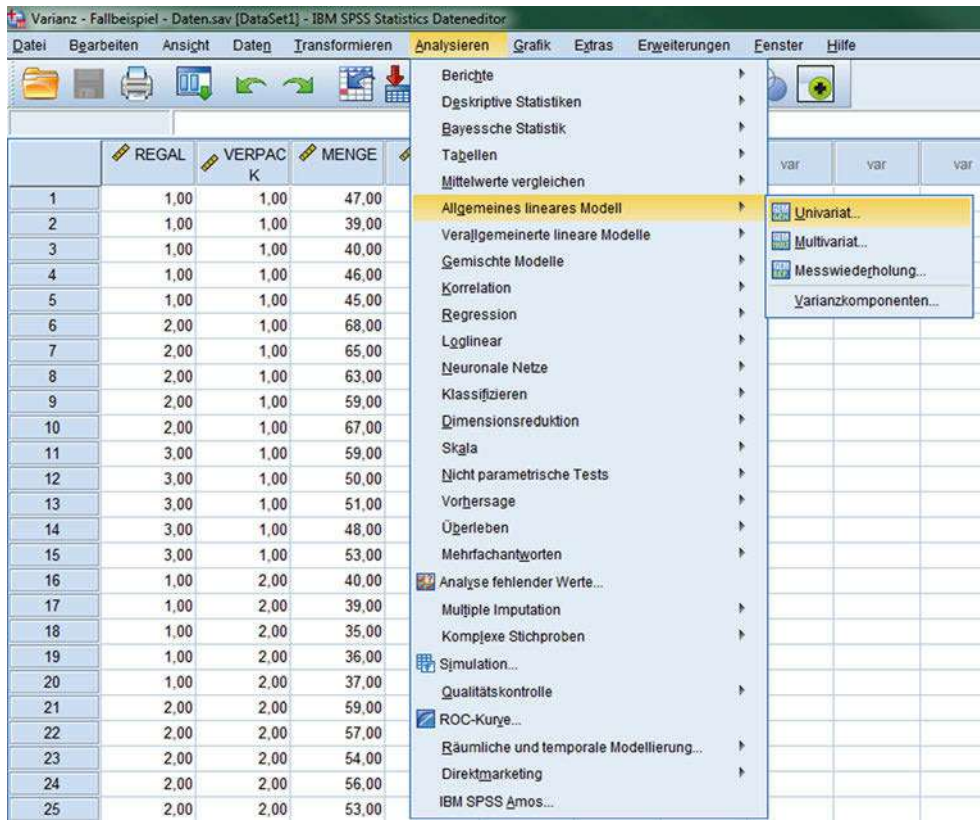 Varianz - Fallbeispiel - Daten.sav [DataSet1] - IBM SPSS Statistics Dateneditor
Datei Bearbeiten Ansicht Daten Transformieren Analysieren Grafik Extras Erweiterungen Fenster Hilfe
Berichte
Deskriptive Statistiken
Bayessche Statistik
Tabellen
Mittelwerte vergleichen
Allgemeines lineares Modell
Verallgemeinerte lineare Modelle
Gemischte Modelle
Korrelation
Regression
Loglinear
Neuronale Netze
Klassifizieren
Dimensionsreduktion
Skala
Nicht parametrische Tests
Vorhersage
Überleben
Mehrfachantworten
Analyse fehlender Werte...
Multiple Imputation
Komplexe Stichproben
Simulation...
Qualitätskontrolle
ROC-Kurve...
Räumliche und temporale Modellierung...
Direktmarketing
IBM SPSS Amos...
Univariat...
Multivariat...
Messwiederholung...
Varianzkomponenten...
REGAL VERPACK MENGE var var var
1 1,00 1,00 47,00
2 1,00 1,00 39,00
3 1,00 1,00 40,00
4 1,00 1,00 46,00
5 1,00 1,00 45,00
6 2,00 1,00 68,00
7 2,00 1,00 65,00
8 2,00 1,00 63,00
9 2,00 1,00 59,00
10 2,00 1,00 67,00
11 3,00 1,00 59,00
12 3,00 1,00 50,00
13 3,00 1,00 51,00
14 3,00 1,00 48,00
15 3,00 1,00 53,00
16 1,00 2,00 40,00
17 1,00 2,00 39,00
18 1,00 2,00 35,00
19 1,00 2,00 36,00
20 1,00 2,00 37,00
21 2,00 2,00 59,00
22 2,00 2,00 57,00
23 2,00 2,00 54,00
24 2,00 2,00 56,00
25 2,00 2,00 53,00